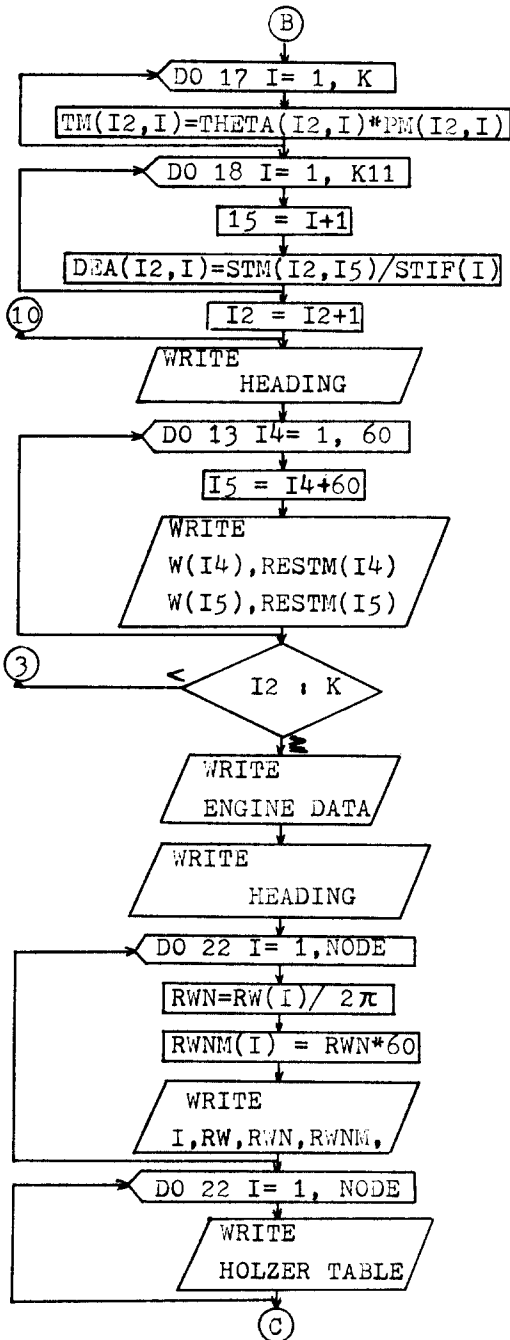 B
DO 17 I= 1, K
TM(I2,I)=THETA(I2,I)*PM(I2,I)
DO 18 I= 1, K11
15 = I+1
DEA(I2,I)=STM(I2,I5)/STIF(I)
10
I2 = I2+1
WRITE
HEADING
DO 13 I4= 1, 60
I5 = I4+60
WRITE
W(I4),RESTM(I4)
W(I5),RESTM(I5)
3
<
I2 : K
≥
WRITE
ENGINE DATA
WRITE
HEADING
DO 22 I= 1,NODE
RWN=RW(I)/ 2π
RWNM(I) = RWN*60
WRITE
I,RW,RWN,RWNM,
DO 22 I= 1, NODE
WRITE
HOLZER TABLE
C